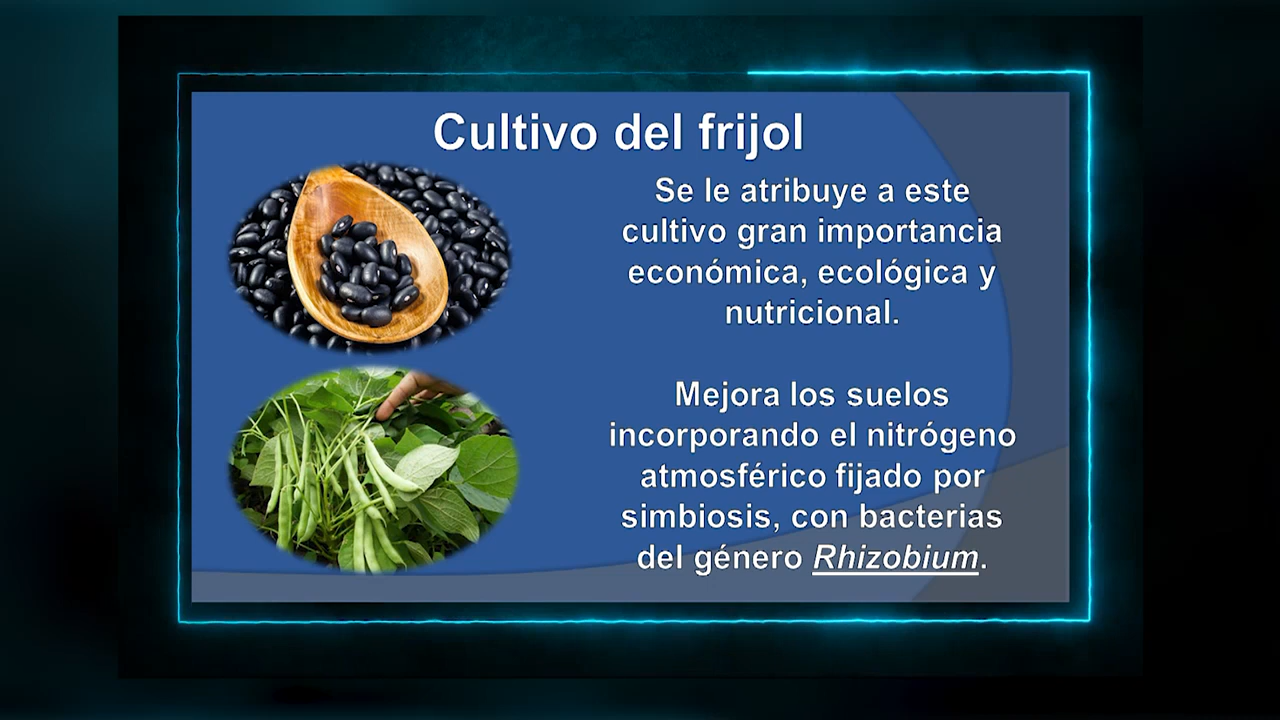 Cultivo del frijol
Se le atribuye a este
cultivo gran importancia
económica, ecológica y
nutricional.
Mejora los suelos
incorporando el nitrógeno
atmosférico fijado por
simbiosis, con bacterias
del género Rhizobium.